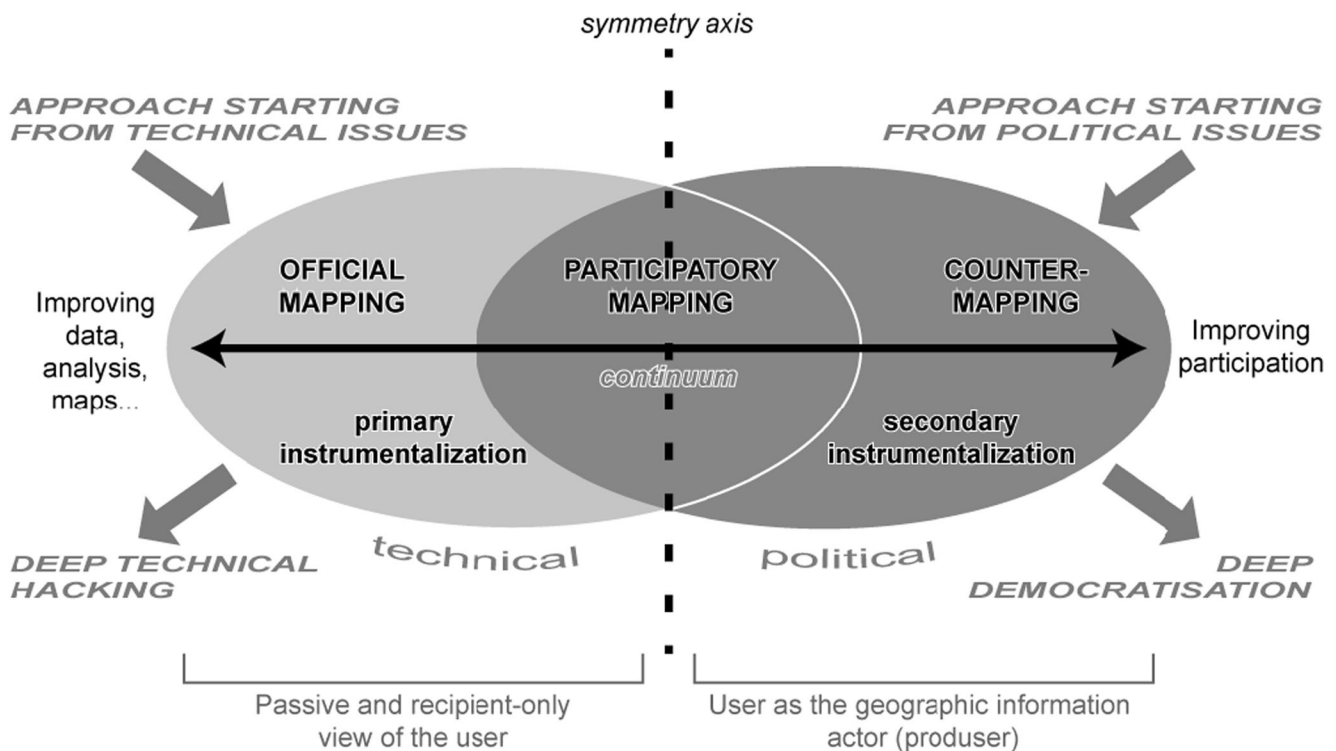 symmetry axis
APPROACH STARTING
FROM TECHNICAL ISSUES
APPROACH STARTING
FROM POLITICAL ISSUES
OFFICIAL
MAPPING
PARTICIPATORY
MAPPING
COUNTER-
MAPPING
Improving
data,
analysis,
maps...
Improving
participation
continuum
primary
instrumentalization
secondary
instrumentalization
technical
political
DEEP TECHNICAL
HACKING
DEEP
DEMOCRATISATION
Passive and recipient-only
view of the user
User as the geographic information
actor (produser)